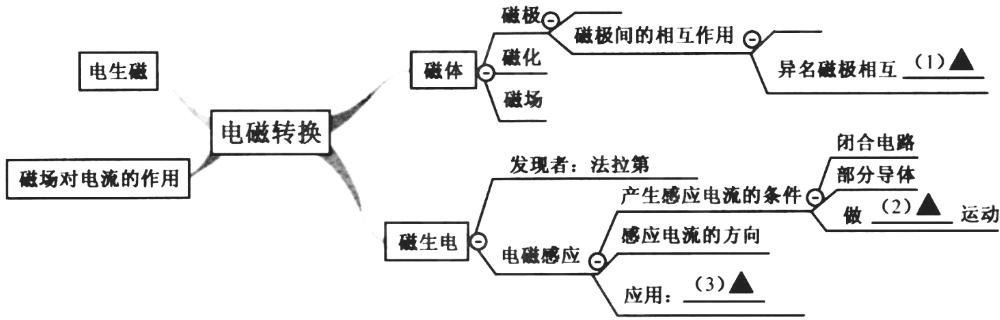 电生磁
磁场对电流的作用
电磁转换
磁体
磁极
磁极间的相互作用
异名磁极相互 (1)▲
磁化
磁场
磁生电
发现者：法拉第
电磁感应
产生感应电流的条件
闭合电路
部分导体
做 (2)▲ 运动
感应电流的方向
应用：(3)▲